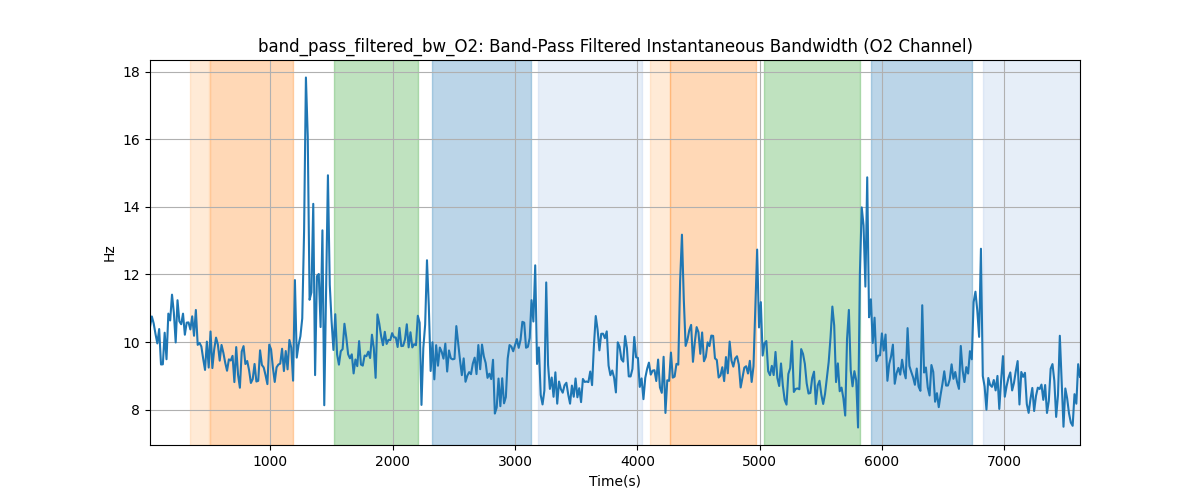 band_pass_filtered_bw_O2: Band-Pass Filtered Instantaneous Bandwidth (O2 Channel)
18
16
14
12
10
8
Hz
1000 2000 3000 4000 5000 6000 7000
Time(s)